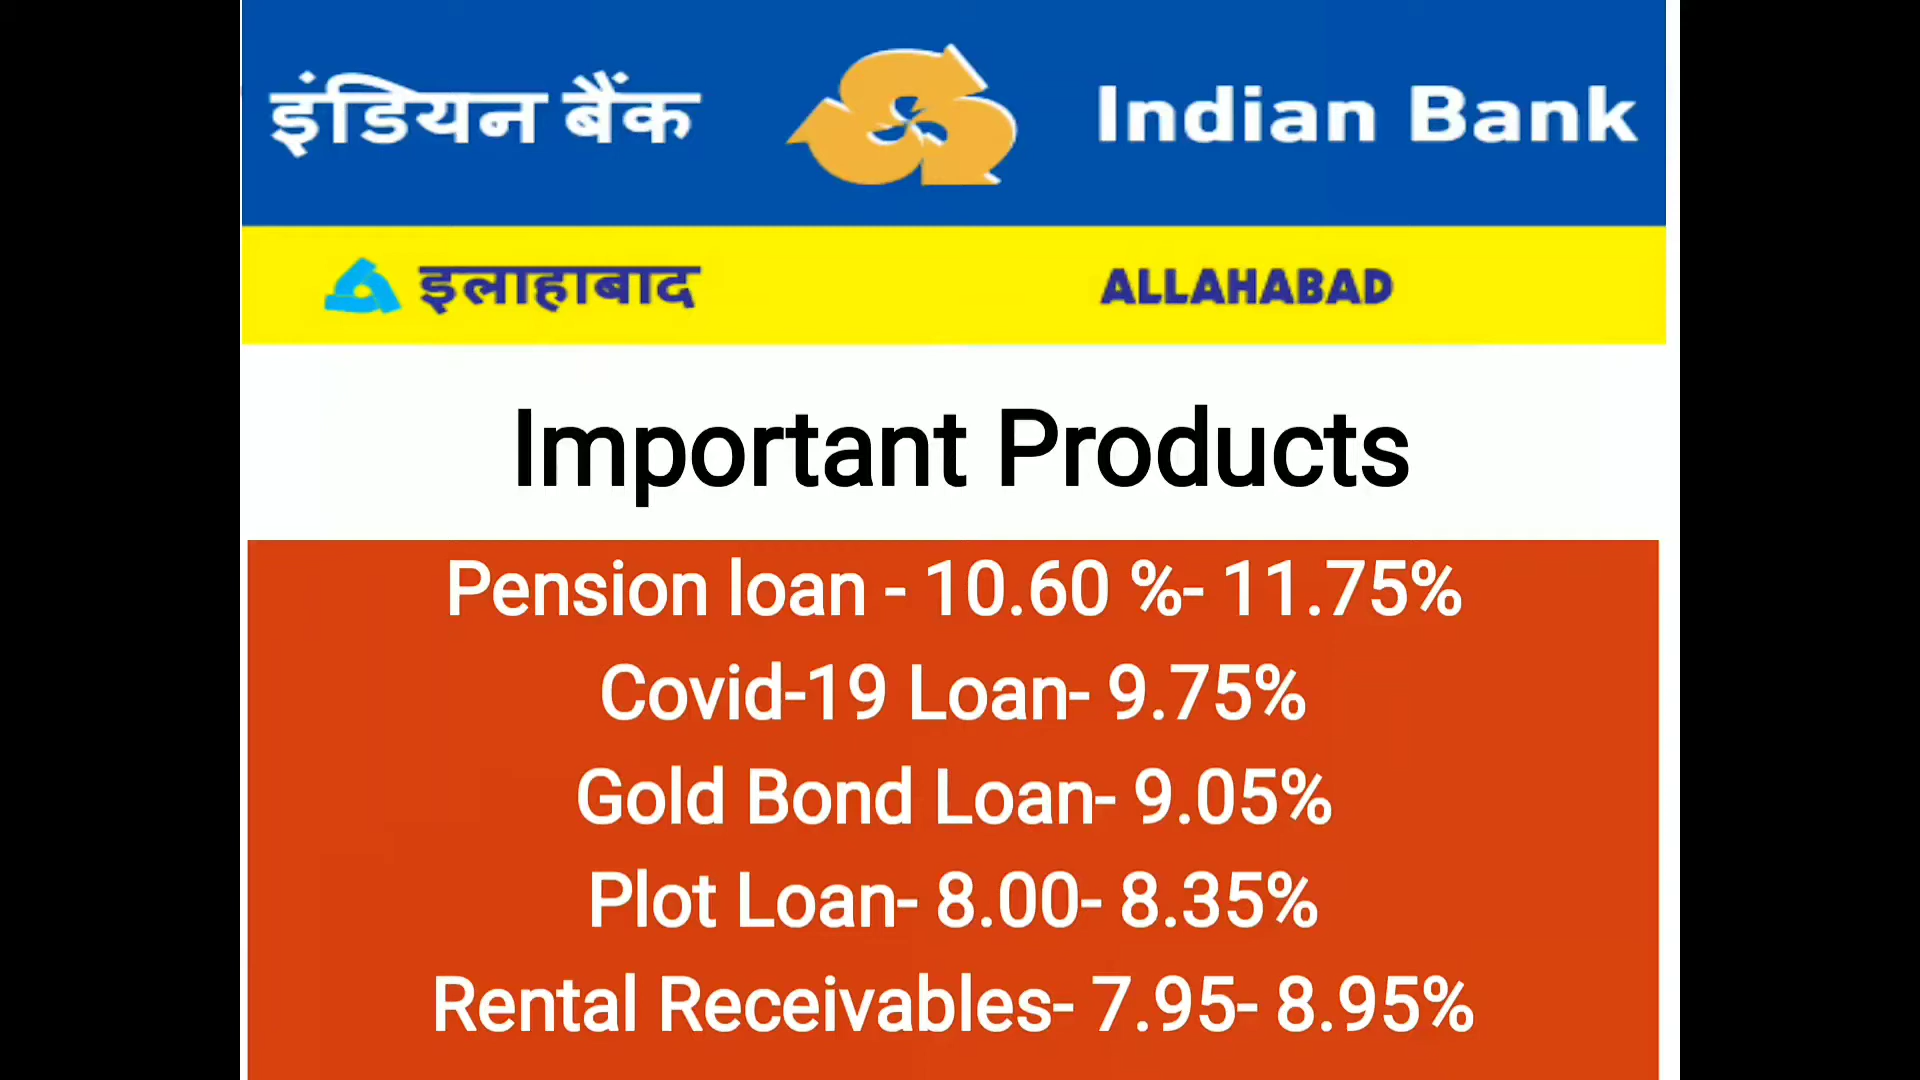 इंडियन बैंक Indian Bank
इलाहाबाद ALLAHABAD
Important Products
Pension loan - 10.60 %- 11.75%
Covid-19 Loan- 9.75%
Gold Bond Loan- 9.05%
Plot Loan- 8.00- 8.35%
Rental Receivables- 7.95- 8.95%